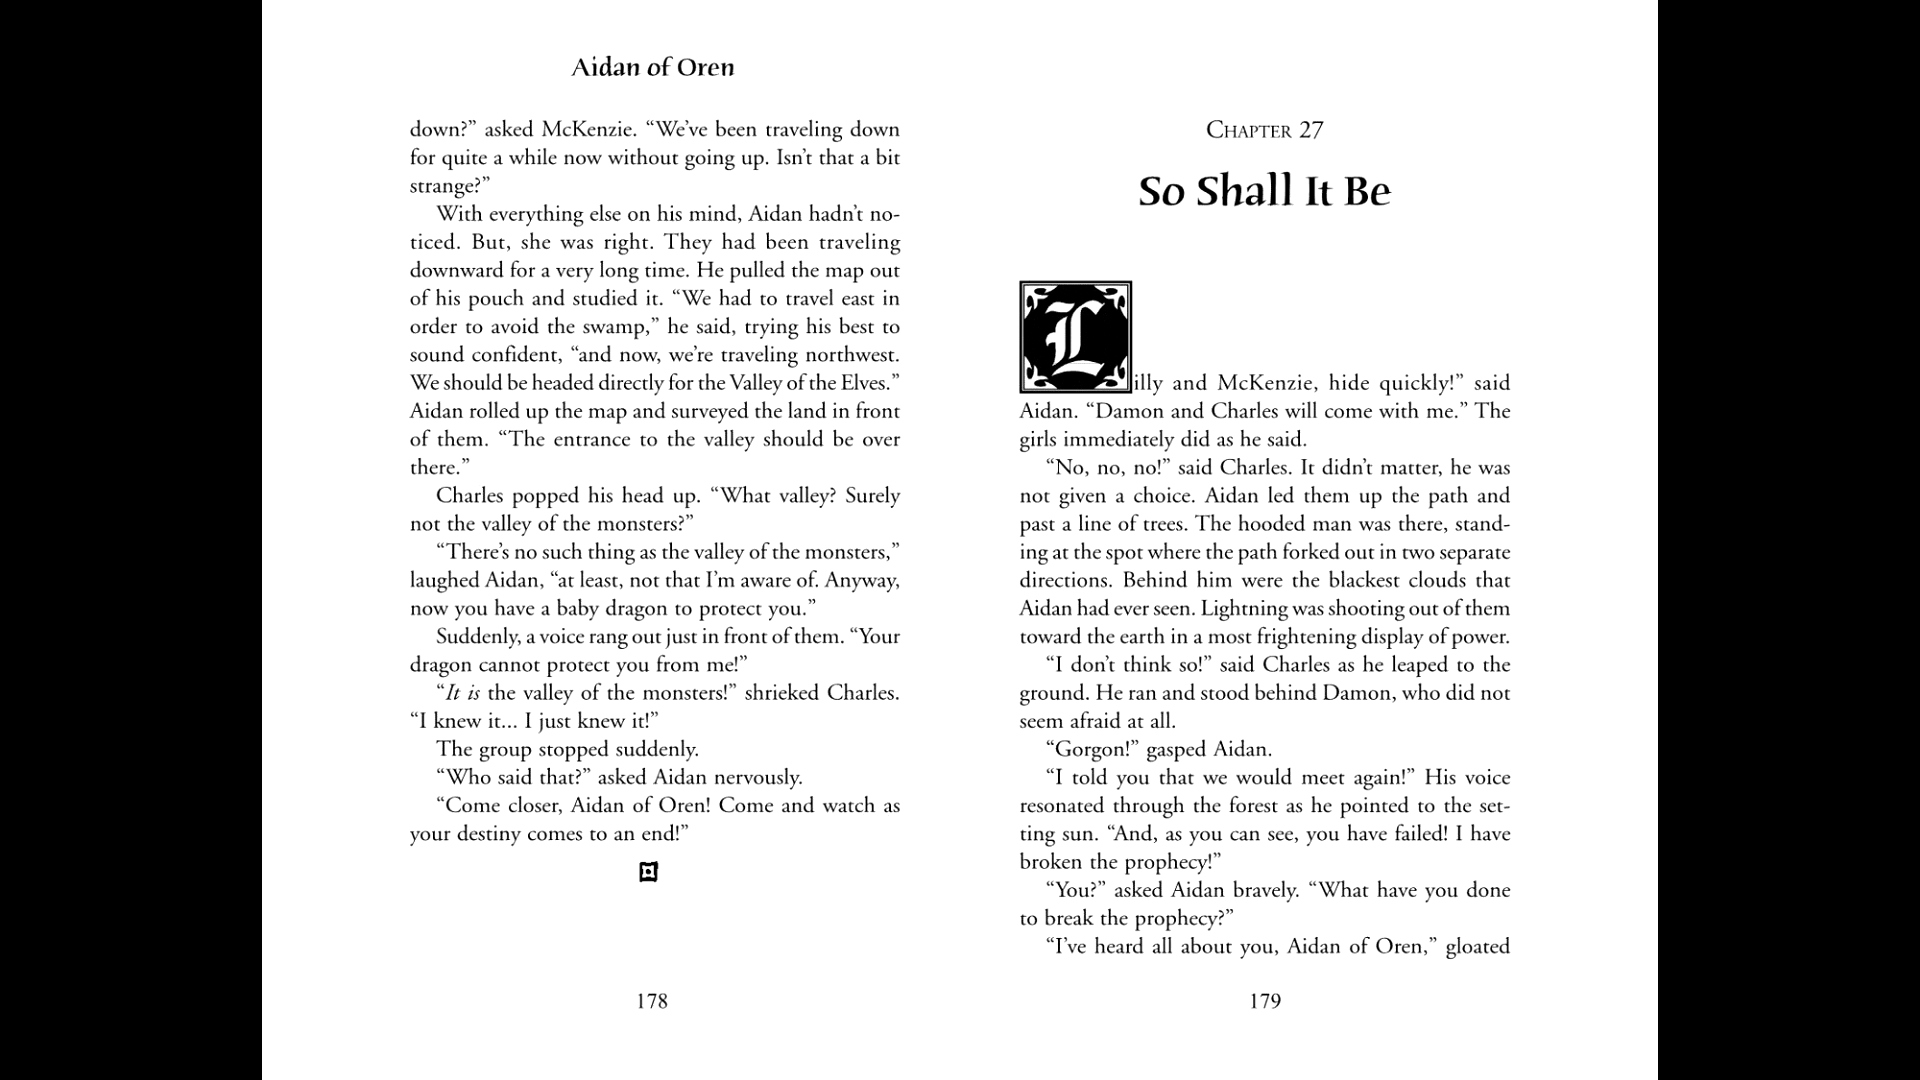 Aidan of Oren
down?” asked McKenzie. “We’ve been traveling down
for quite a while now without going up. Isn’t that a bit
strange?”
With everything else on his mind, Aidan hadn’t no-
ticed. But, she was right. They had been traveling
downward for a very long time. He pulled the map out
of his pouch and studied it. “We had to travel east in
order to avoid the swamp,” he said, trying his best to
sound confident, “and now, we’re traveling northwest.
We should be headed directly for the Valley of the Elves.”
Aidan rolled up the map and surveyed the land in front
of them. “The entrance to the valley should be over
there.”
Charles popped his head up. “What valley? Surely
not the valley of the monsters?”
“There’s no such thing as the valley of the monsters,”
laughed Aidan, “at least, not that I’m aware of. Anyway,
now you have a baby dragon to protect you.”
Suddenly, a voice rang out just in front of them. “Your
dragon cannot protect you from me!”
“It is the valley of the monsters!” shrieked Charles.
“I knew it... I just knew it!”
The group stopped suddenly.
“Who said that?” asked Aidan nervously.
“Come closer, Aidan of Oren! Come and watch as
your destiny comes to an end!”
178
Chapter 27
So Shall It Be
Lilly and McKenzie, hide quickly!” said
Aidan. “Damon and Charles will come with me.” The
girls immediately did as he said.
“No, no, no!” said Charles. It didn’t matter, he was
not given a choice. Aidan led them up the path and
past a line of trees. The hooded man was there, stand-
ing at the spot where the path forked out in two separate
directions. Behind him were the blackest clouds that
Aidan had ever seen. Lightning was shooting out of them
toward the earth in a most frightening display of power.
“I don’t think so!” said Charles as he leaped to the
ground. He ran and stood behind Damon, who did not
seem afraid at all.
“Gorgon!” gasped Aidan.
“I told you that we would meet again!” His voice
resonated through the forest as he pointed to the set-
ting sun. “And, as you can see, you have failed! I have
broken the prophecy!”
“You?” asked Aidan bravely. “What have you done
to break the prophecy?”
“I’ve heard all about you, Aidan of Oren,” gloated
179